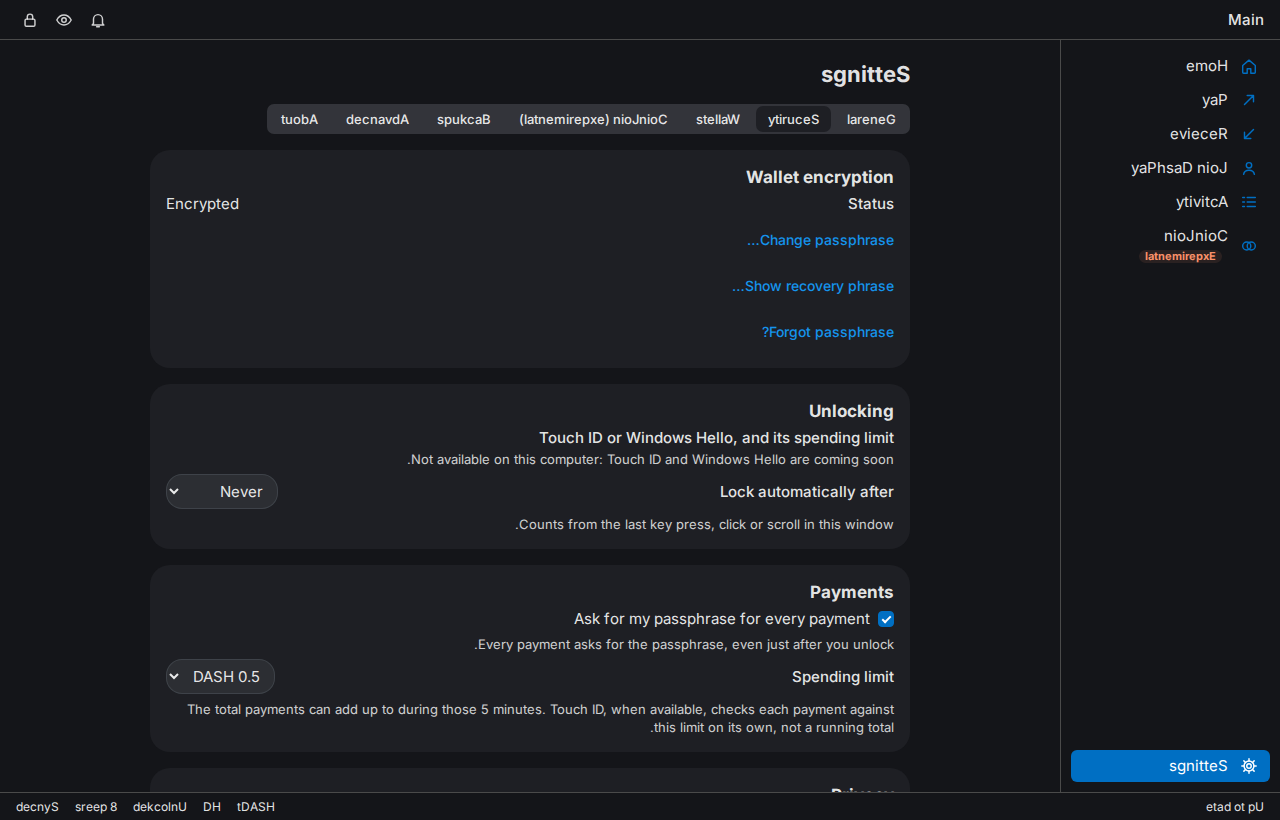 Main
emoH
yaP
evieceR
yaPhsaD nioJ
ytivitcA
nioJnioC
latnemirepxE
sgnitteS
sgnitteS
lareneG
ytiruceS
stellaW
(latnemirepxe) nioJnioC
spukcaB
decnavdA
tuobA
Wallet encryption
Status
Encrypted
...Change passphrase
...Show recovery phrase
?Forgot passphrase
Unlocking
Touch ID or Windows Hello, and its spending limit
.Not available on this computer: Touch ID and Windows Hello are coming soon
Lock automatically after
Never
.Counts from the last key press, click or scroll in this window
Payments
Ask for my passphrase for every payment
.Every payment asks for the passphrase, even just after you unlock
Spending limit
DASH 0.5
The total payments can add up to during those 5 minutes. Touch ID, when available, checks each payment against
.this limit on its own, not a running total
etad ot pU
tDASH
DH
dekcolnU
sreep 8
decnyS